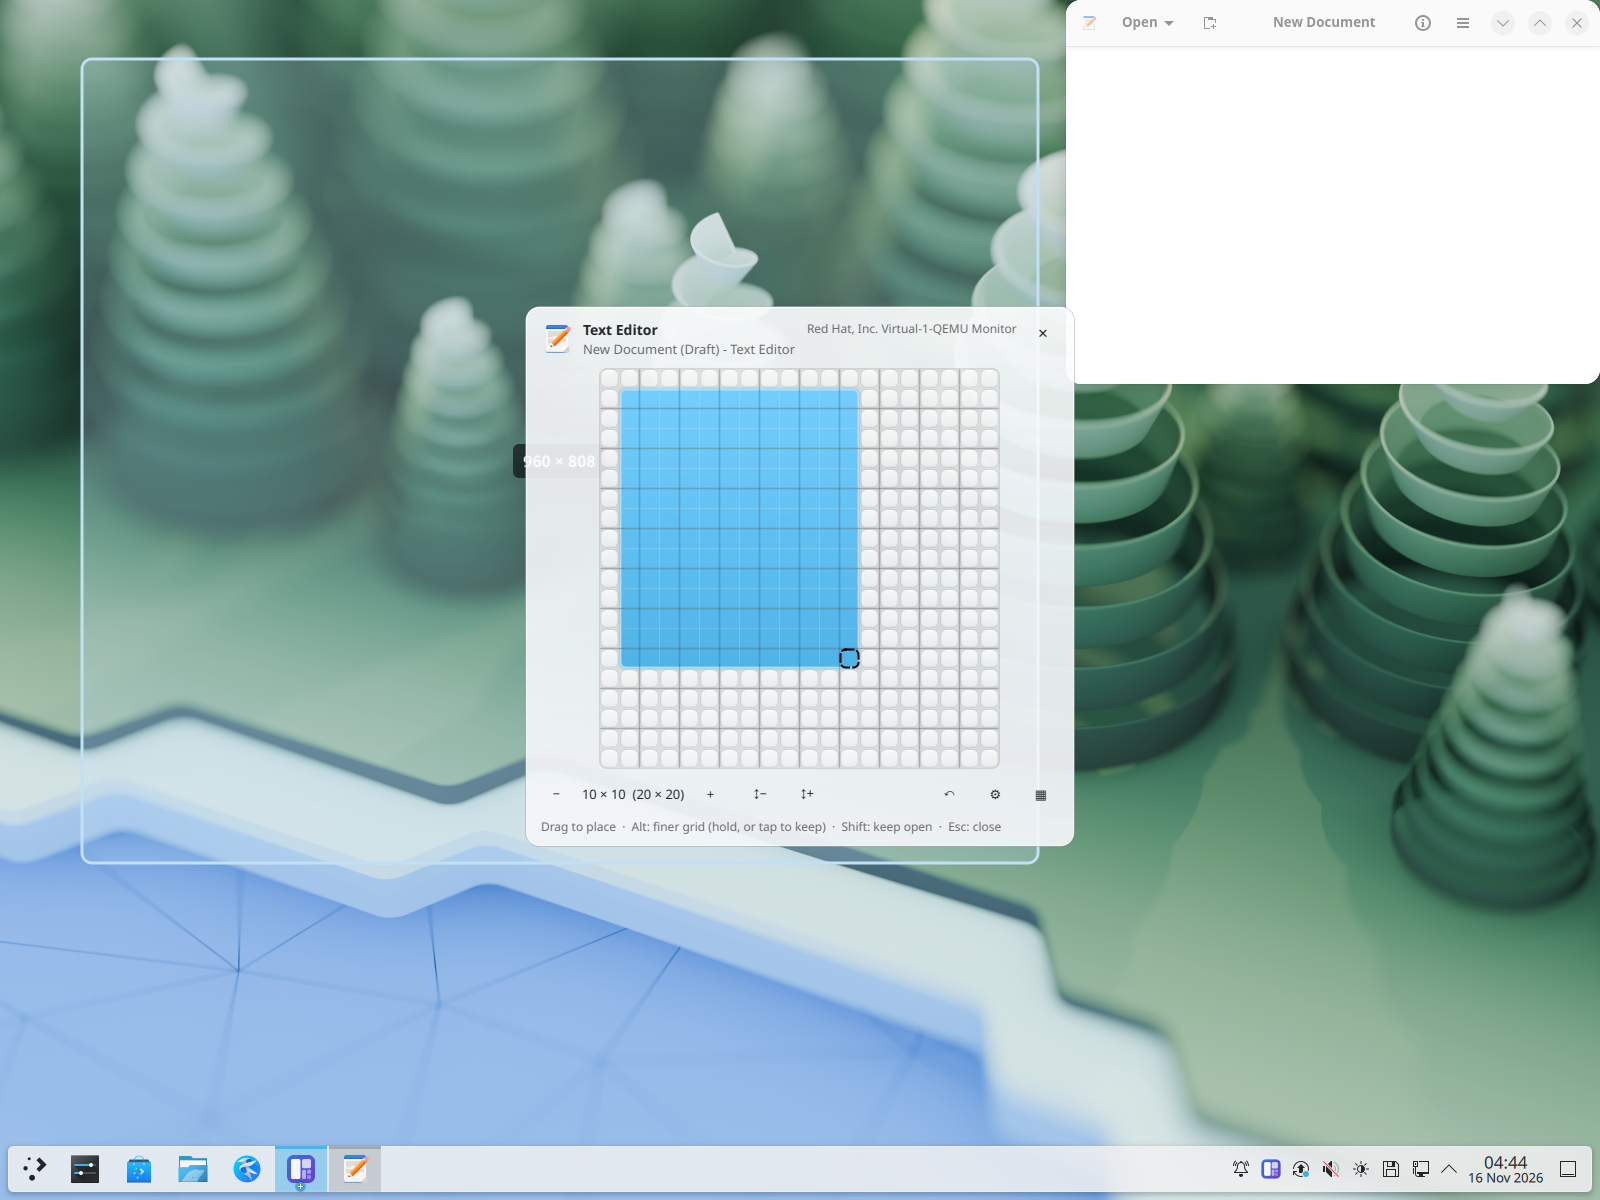 Open
New Document
Text Editor
Red Hat, Inc. Virtual-1-QEMU Monitor
New Document (Draft) - Text Editor
960 × 808
10 × 10 (20 × 20)
Drag to place · Alt: finer grid (hold, or tap to keep) · Shift: keep open · Esc: close
04:44
16 Nov 2026